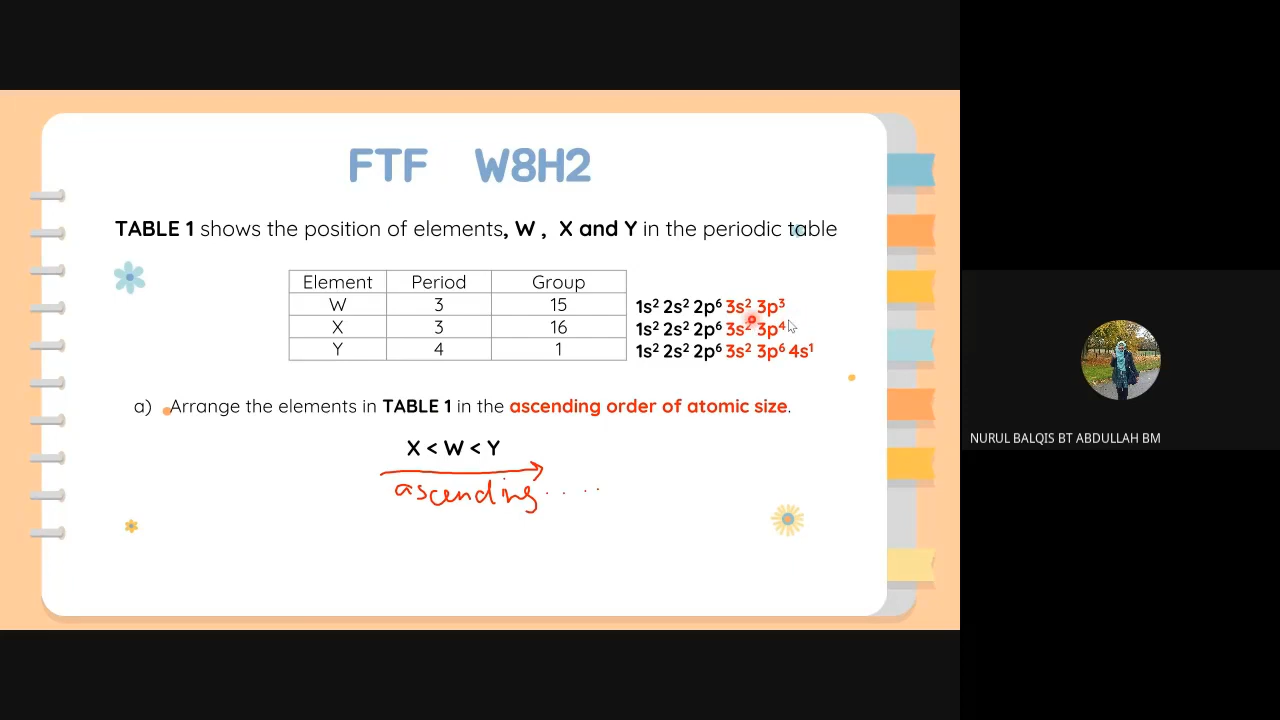 FTF W8H2
TABLE 1 shows the position of elements, W , X and Y in the periodic table
Element Period Group
W 3 15 1s² 2s² 2p⁶ 3s² 3p³
X 3 16 1s² 2s² 2p⁶ 3s² 3p⁴
Y 4 1 1s² 2s² 2p⁶ 3s² 3p⁶ 4s¹
a) Arrange the elements in TABLE 1 in the ascending order of atomic size.
X < W < Y
ascending....
NURUL BALQIS BT ABDULLAH BM